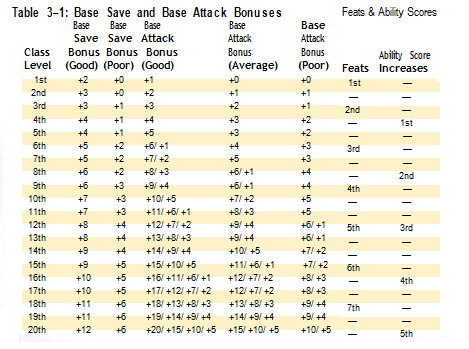 Table 3–1: Base Save and Base Attack Bonuses Feats & Ability Scores
Base Base Base Base Base
Save Save Attack Attack Attack
Class Bonus Bonus Bonus Bonus Bonus Ability Score
Level (Good) (Poor) (Good) (Average) (Poor) Feats Increases
1st +2 +0 +1 +0 +0 1st —
2nd +3 +0 +2 +1 +1 — —
3rd +3 +1 +3 +2 +1 2nd —
4th +4 +1 +4 +3 +2 — 1st
5th +4 +1 +5 +3 +2 — —
6th +5 +2 +6/ +1 +4 +3 3rd —
7th +5 +2 +7/ +2 +5 +3 — —
8th +6 +2 +8/ +3 +6/ +1 +4 — 2nd
9th +6 +3 +9/ +4 +6/ +1 +4 4th —
10th +7 +3 +10/ +5 +7/ +2 +5 — —
11th +7 +3 +11/ +6/ +1 +8/ +3 +5 — —
12th +8 +4 +12/ +7/ +2 +9/ +4 +6/ +1 5th 3rd
13th +8 +4 +13/ +8/ +3 +9/ +4 +6/ +1 — —
14th +9 +4 +14/ +9/ +4 +10/ +5 +7/ +2 — —
15th +9 +5 +15/ +10/ +5 +11/ +6/ +1 +7/ +2 6th —
16th +10 +5 +16/ +11/ +6/ +1 +12/ +7/ +2 +8/ +3 — 4th
17th +10 +5 +17/ +12/ +7/ +2 +12/ +7/ +2 +8/ +3 — —
18th +11 +6 +18/ +13/ +8/ +3 +13/ +8/ +3 +9/ +4 7th —
19th +11 +6 +19/ +14/ +9/ +4 +14/ +9/ +4 +9/ +4 — —
20th +12 +6 +20/ +15/ +10/ +5 +15/ +10/ +5 +10/ +5 — 5th